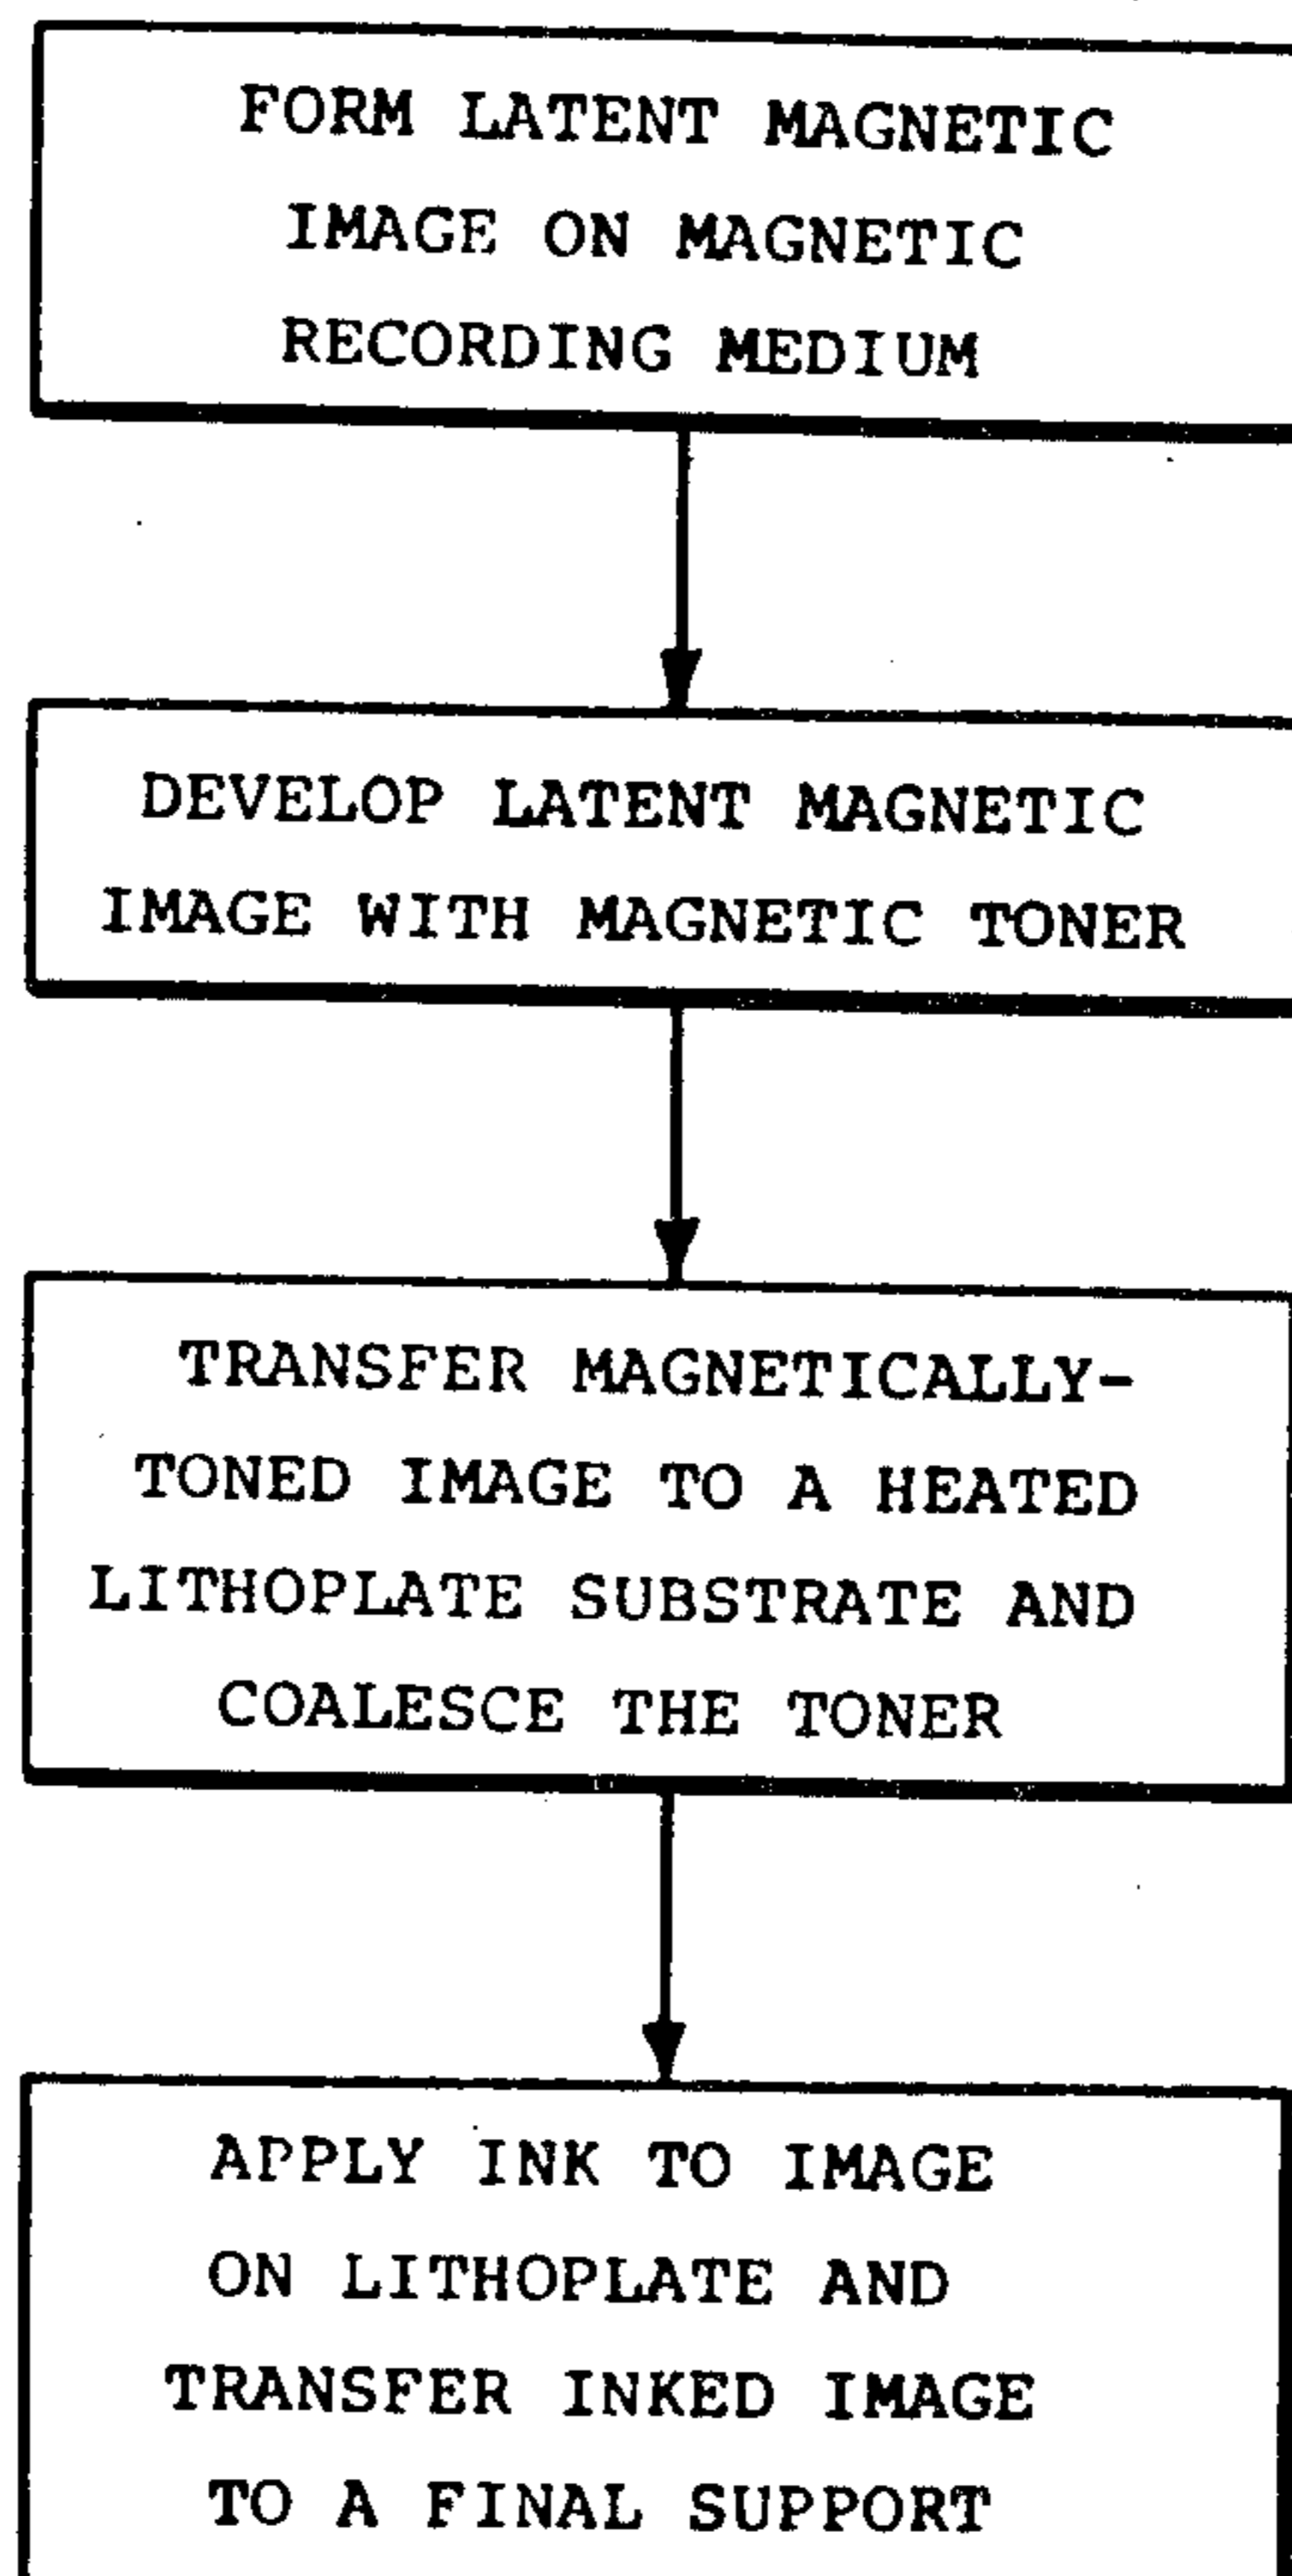 FORM LATENT MAGNETIC
IMAGE ON MAGNETIC
RECORDING MEDIUM
DEVELOP LATENT MAGNETIC
IMAGE WITH MAGNETIC TONER
TRANSFER MAGNETICALLY-
TONED IMAGE TO A HEATED
LITHOPLATE SUBSTRATE AND
COALESCE THE TONER
APPLY INK TO IMAGE
ON LITHOPLATE AND
TRANSFER INKED IMAGE
TO A FINAL SUPPORT